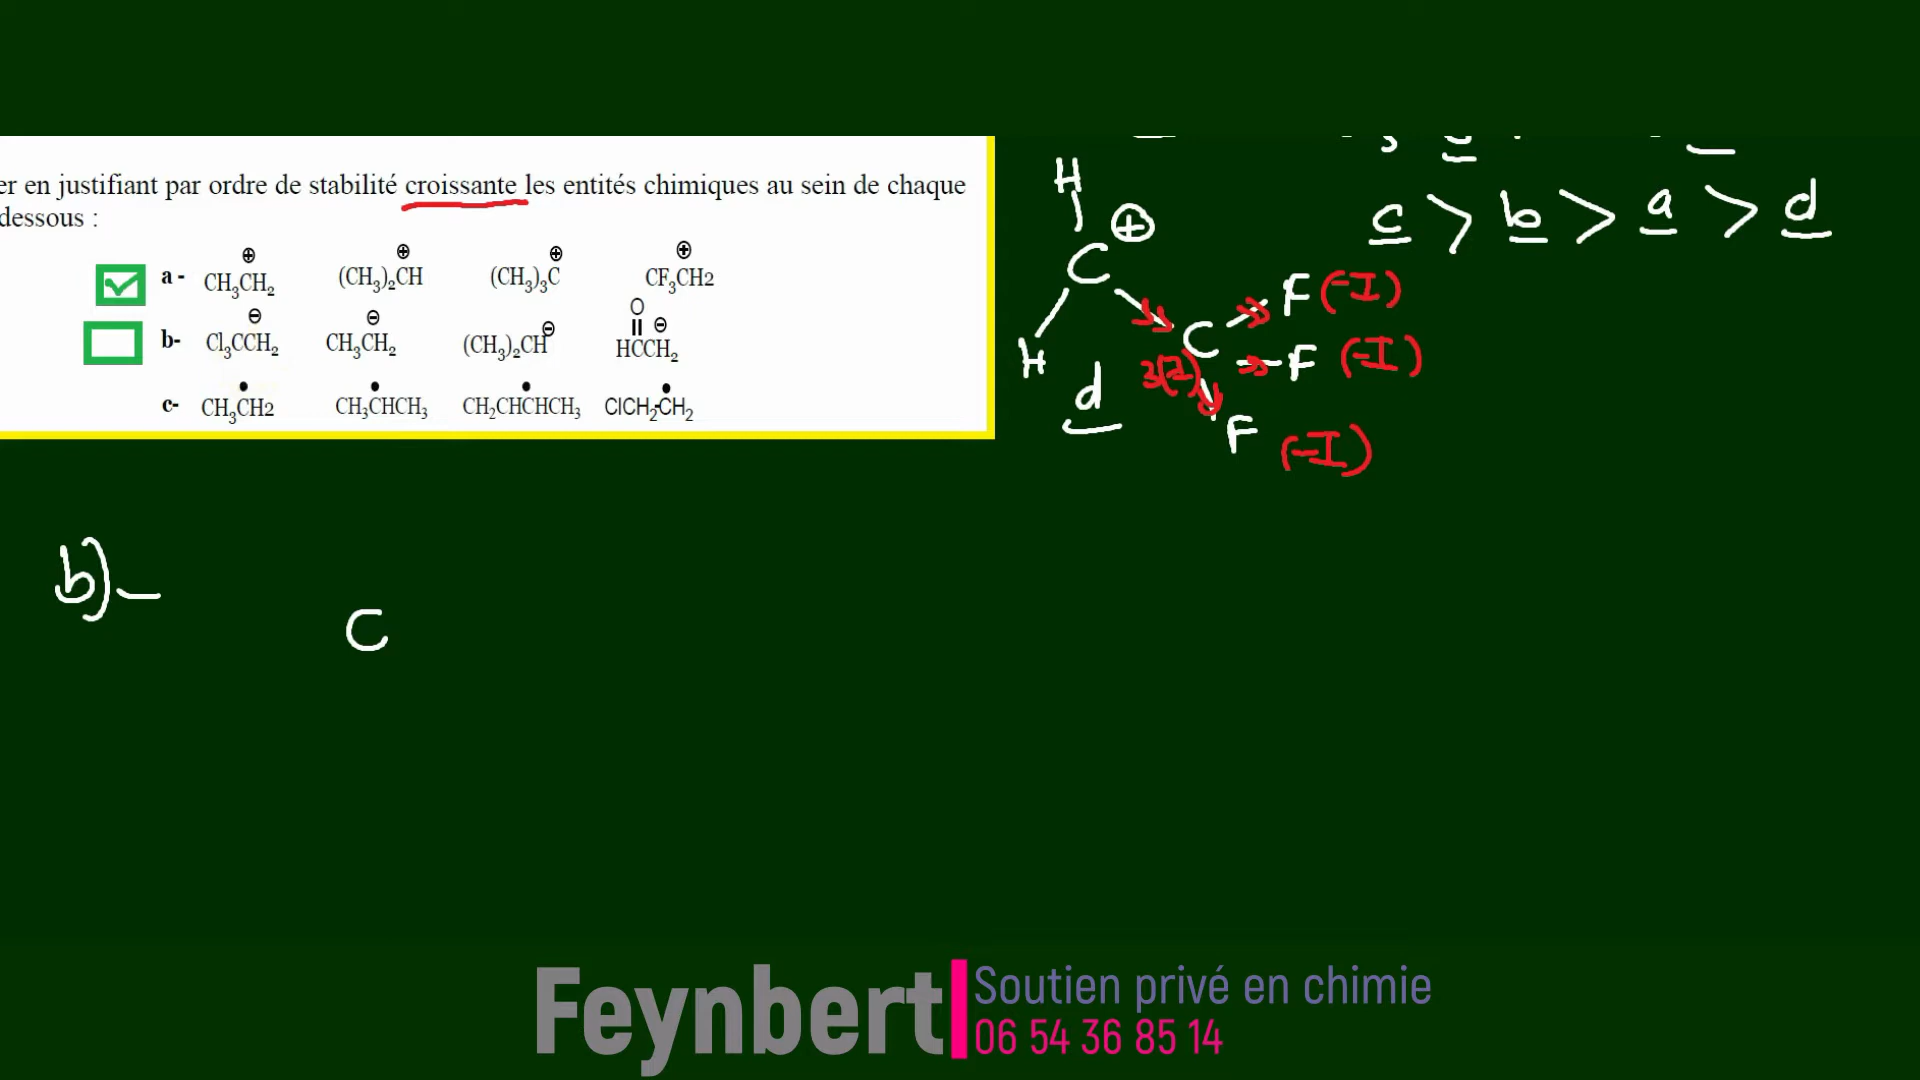 er en justifiant par ordre de stabilité croissante les entités chimiques au sein de chaque
dessous :
a - CH₃CH₂⊕ (CH₃)₂CH⊕ (CH₃)₃C⊕ CF₃CH2⊕
b- Cl₃CCH₂⊖ CH₃CH₂⊖ (CH₃)₂CH⊖ HCCH₂⊖
O
c- CH₃CH2• CH₃CHCH₃• CH₂CHCHCH₃• ClCH₂-CH₂•
c > b > a > d
H
C ⊕
H
C
F (-I)
F (-I)
F (-I)
d
b)-
C
Feynbert
Soutien privé en chimie
06 54 36 85 14